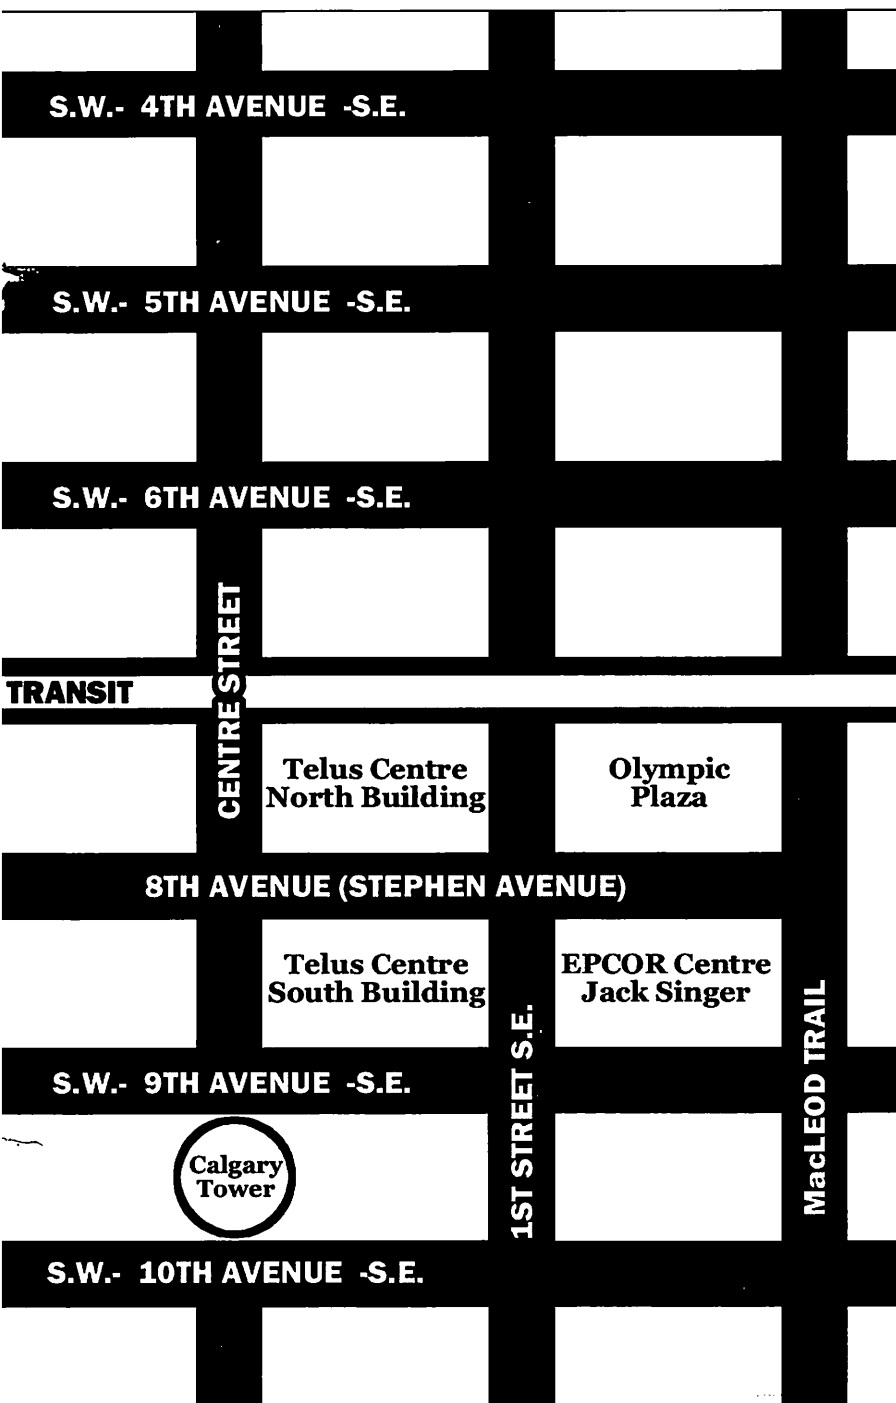 S.W.- 4TH AVENUE -S.E.
S.W.- 5TH AVENUE -S.E.
S.W.- 6TH AVENUE -S.E.
CENTRE STREET
TRANSIT
Telus Centre
North Building
Olympic
Plaza
8TH AVENUE (STEPHEN AVENUE)
Telus Centre
South Building
EPCOR Centre
Jack Singer
1ST STREET S.E.
MacLEOD TRAIL
S.W.- 9TH AVENUE -S.E.
Calgary
Tower
S.W.- 10TH AVENUE -S.E.